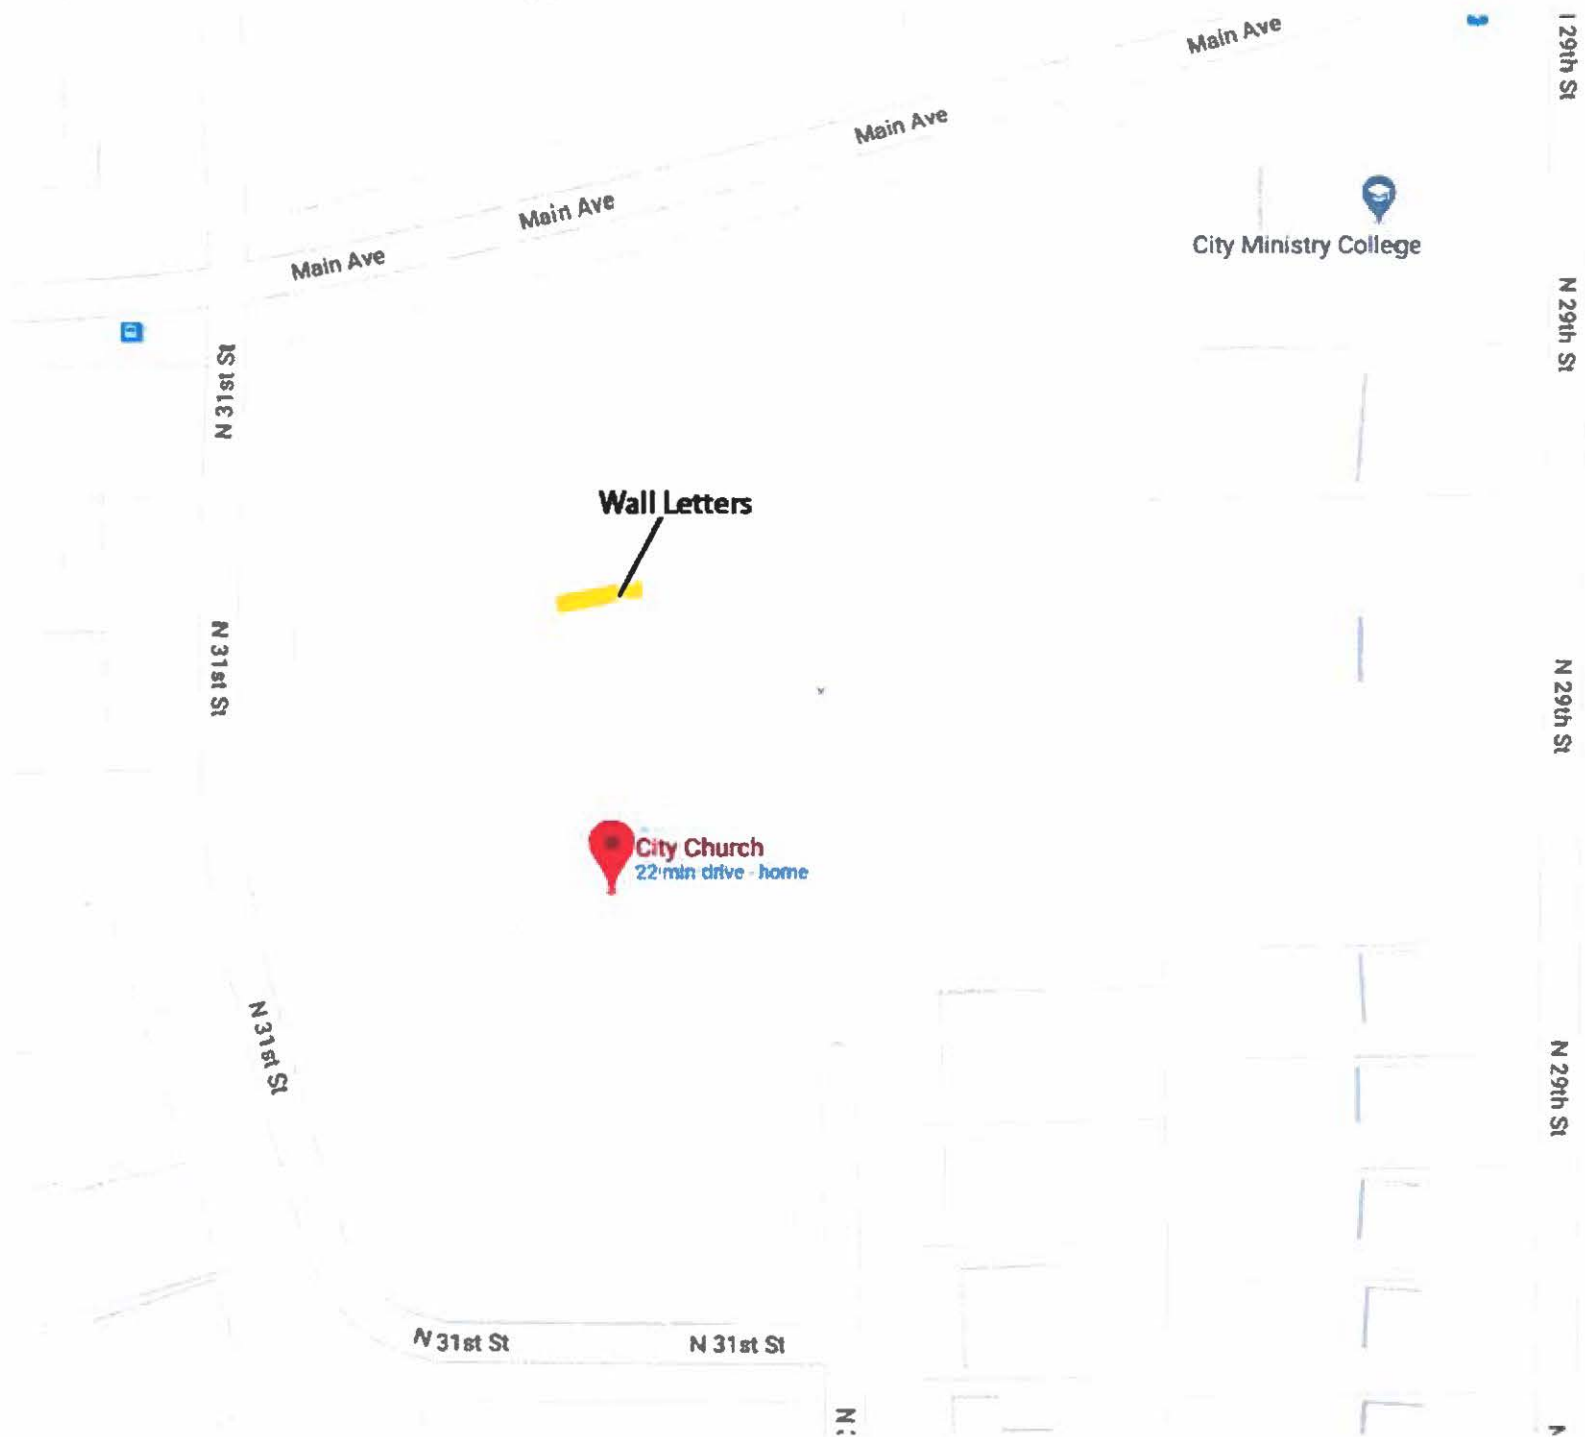 Main Ave
Main Ave
Main Ave
Main Ave
29th St
City Ministry College
N 29th St
N 31st St
Wall Letters
N 31st St
N 29th St
City Church
22 min drive - home
N 31st St
N 29th St
N 31st St
N 31st St
N